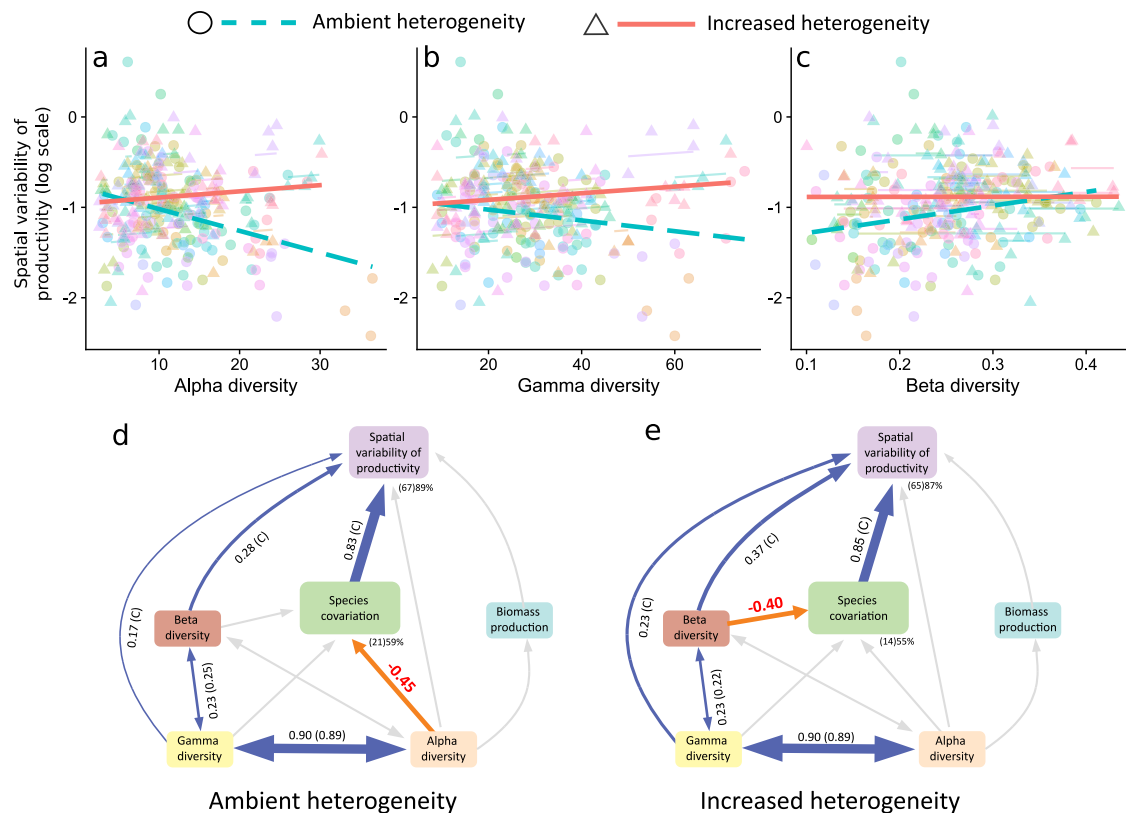 Ambient heterogeneity
Increased heterogeneity
Spatial variability of
productivity (log scale)
a
b
c
0
-1
-2
0
-1
-2
0
-1
-2
10
20
30
20
40
60
0.1
0.2
0.3
0.4
Alpha diversity
Gamma diversity
Beta diversity
d
Spatial
variability of
productivity
(67)89%
0.28 (C)
0.83 (C)
0.17 (C)
Beta
diversity
Species
covariation
(21)59%
Biomass
production
0.23 (0.25)
-0.45
Gamma
diversity
0.90 (0.89)
Alpha
diversity
Ambient heterogeneity
e
Spatial
variability of
productivity
(65)87%
0.37 (C)
0.85 (C)
0.23 (C)
Beta
diversity
-0.40
Species
covariation
(14)55%
Biomass
production
0.23 (0.22)
Gamma
diversity
0.90 (0.89)
Alpha
diversity
Increased heterogeneity